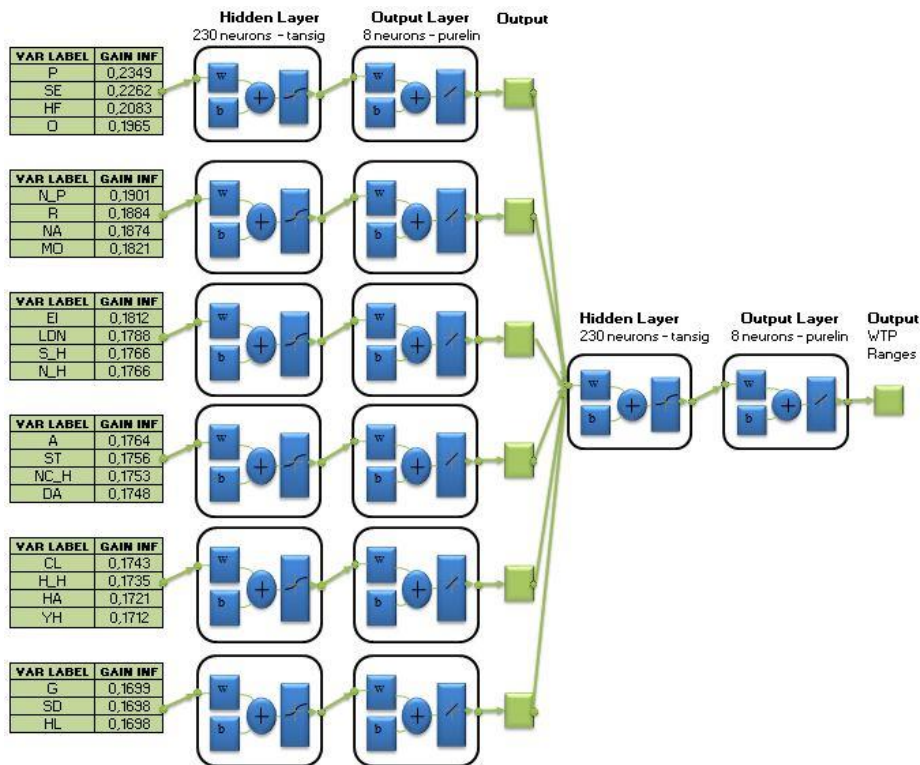 Hidden Layer Output Layer Output
230 neurons - tansig 8 neurons - purelin
VAR LABEL GAIN INF
P 0,2349
SE 0,2262
HF 0,2083
O 0,1965
w w
b + b +
VAR LABEL GAIN INF
N_P 0,1901
R 0,1884
NA 0,1874
MO 0,1821
w w
b + b +
VAR LABEL GAIN INF
EI 0,1812
LDN 0,1788
S_H 0,1766
N_H 0,1766
w w
b + b +
Hidden Layer Output Layer Output
230 neurons - tansig 8 neurons - purelin WTP
Ranges
w w
b + b +
VAR LABEL GAIN INF
A 0,1764
ST 0,1756
NC_H 0,1753
DA 0,1748
w w
b + b +
VAR LABEL GAIN INF
CL 0,1743
H_H 0,1735
HA 0,1721
YH 0,1712
w w
b + b +
VAR LABEL GAIN INF
G 0,1699
SD 0,1698
HL 0,1698
w w
b + b +